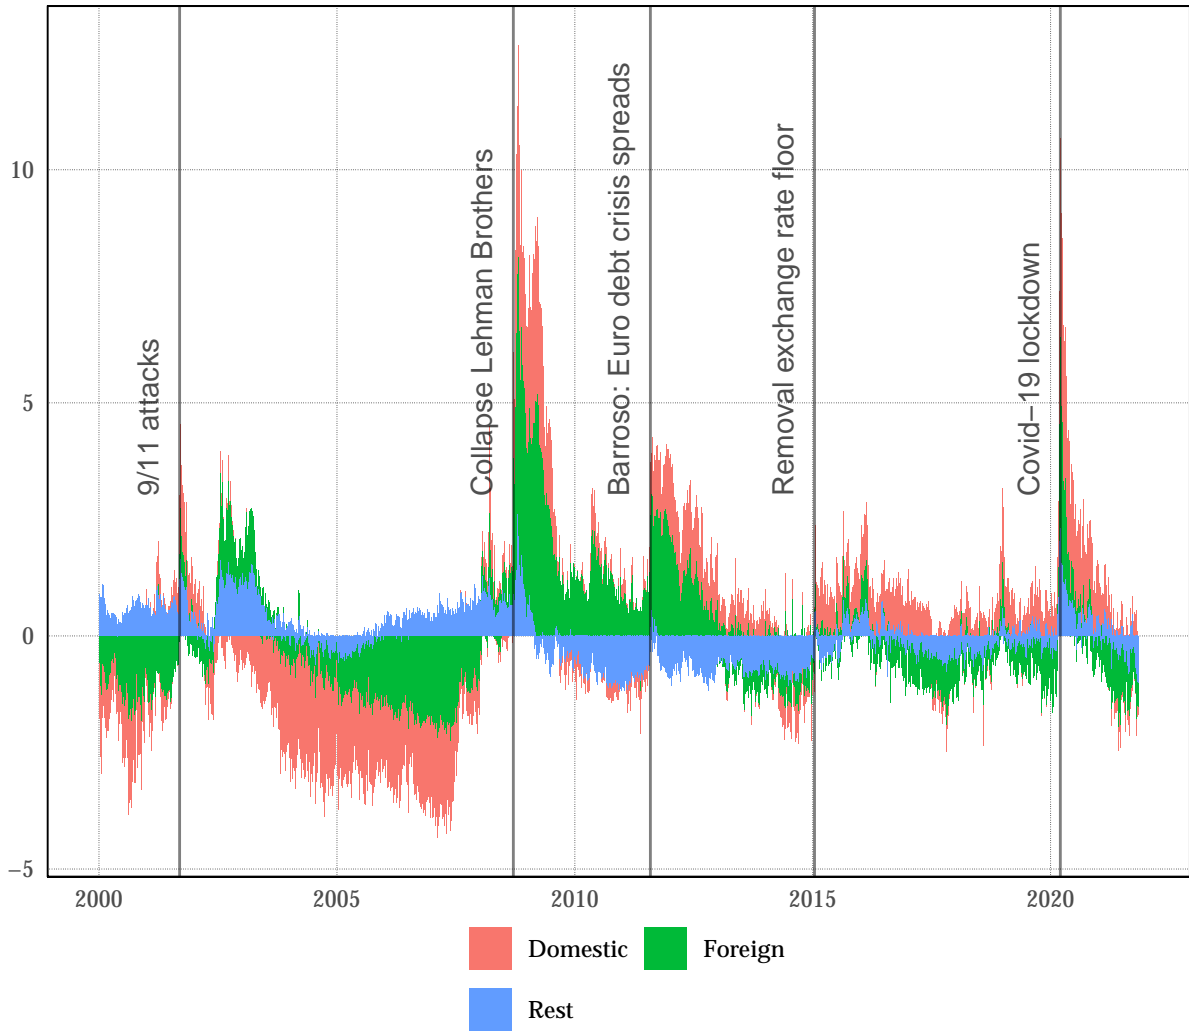 10
5
0
−5
9/11 attacks
Collapse Lehman Brothers
Barroso: Euro debt crisis spreads
Removal exchange rate floor
Covid−19 lockdown
2000
2005
2010
2015
2020
Domestic
Foreign
Rest